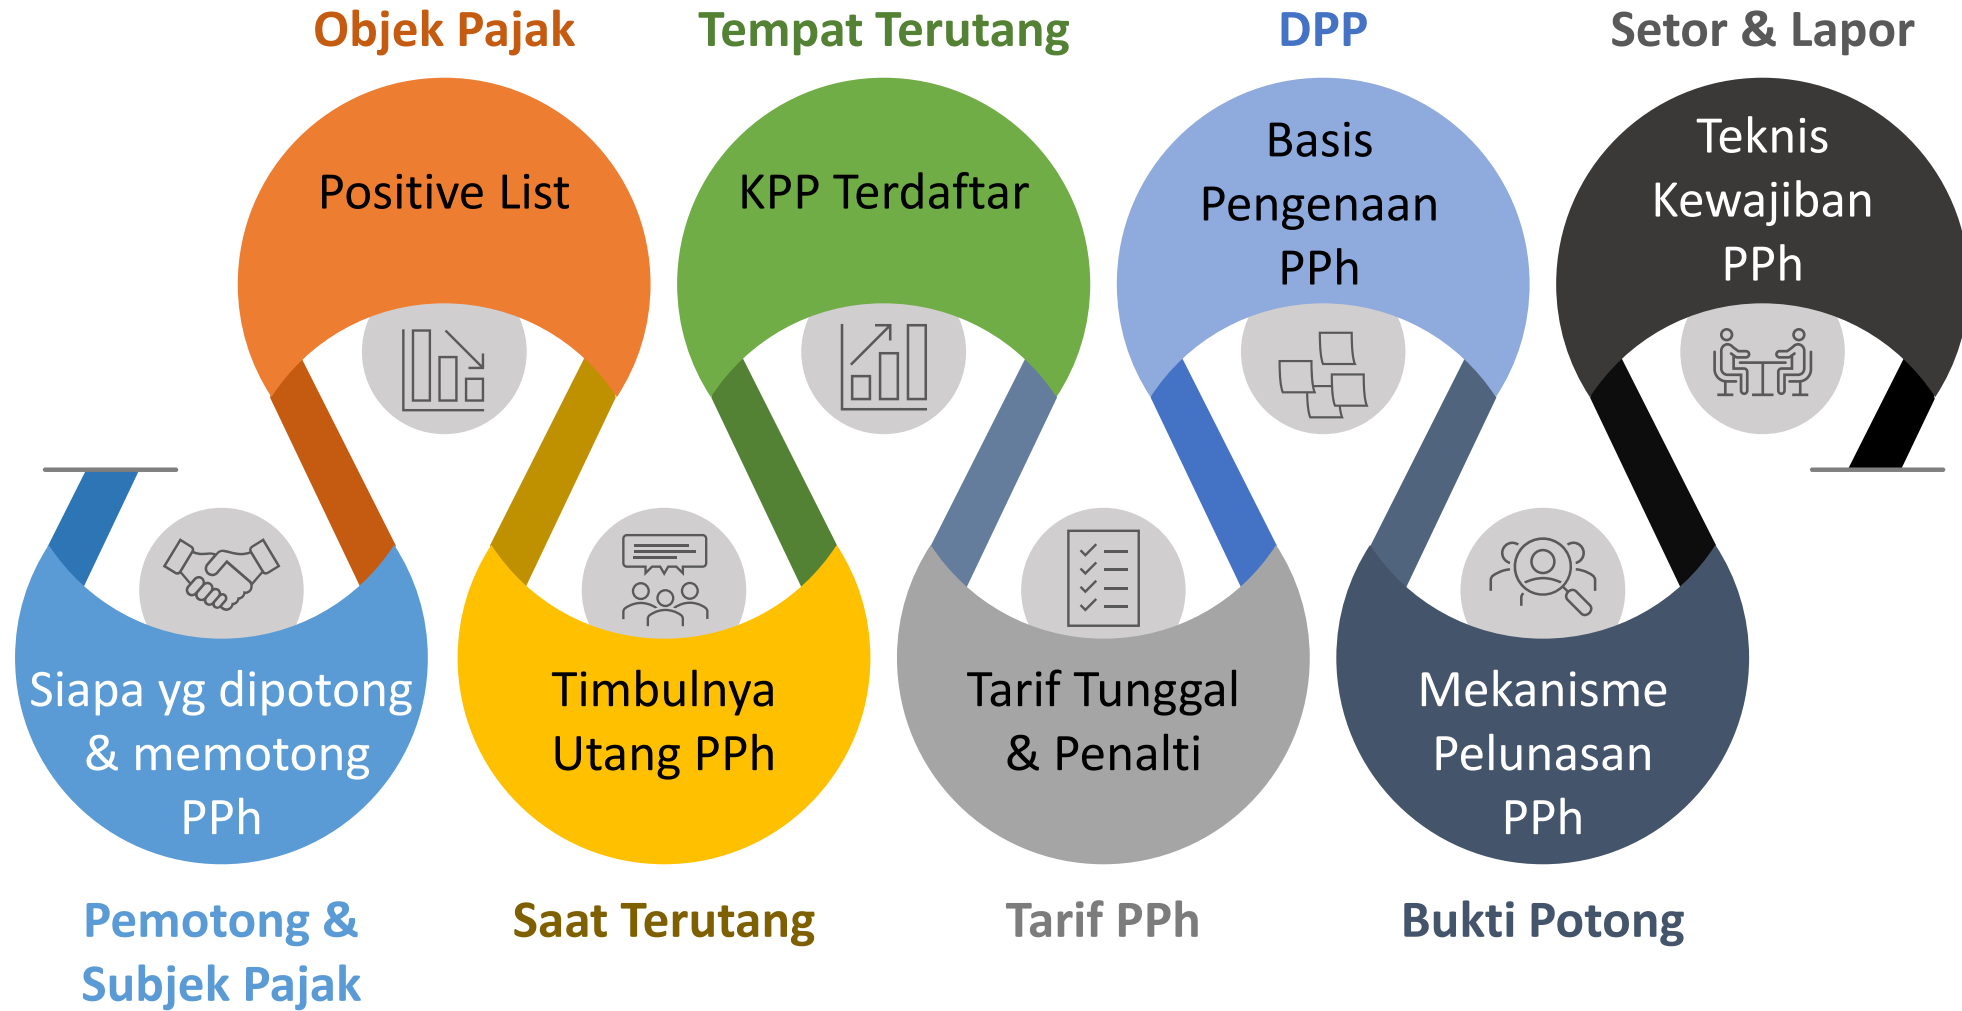 Objek Pajak
Tempat Terutang
DPP
Setor & Lapor
Positive List
KPP Terdaftar
Basis
Pengenaan
PPh
Teknis
Kewajiban
PPh
Siapa yg dipotong
& memotong
PPh
Timbulnya
Utang PPh
Tarif Tunggal
& Penalti
Mekanisme
Pelunasan
PPh
Pemotong &
Subjek Pajak
Saat Terutang
Tarif PPh
Bukti Potong